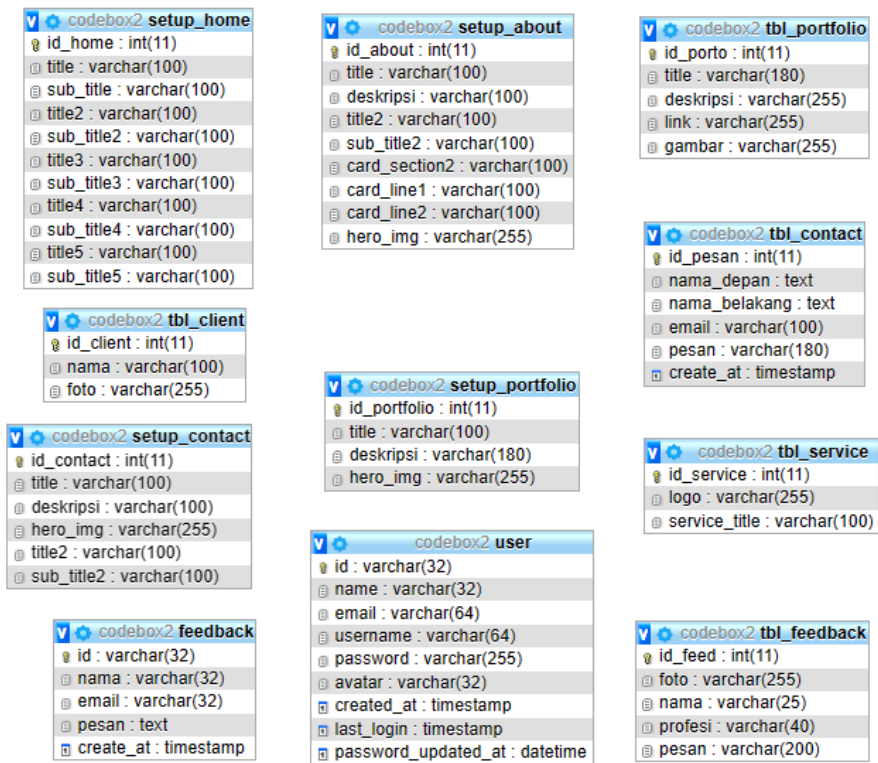 codebox2 setup_home
id_home : int(11)
title : varchar(100)
sub_title : varchar(100)
title2 : varchar(100)
sub_title2 : varchar(100)
title3 : varchar(100)
sub_title3 : varchar(100)
title4 : varchar(100)
sub_title4 : varchar(100)
title5 : varchar(100)
sub_title5 : varchar(100)
codebox2 tbl_client
id_client : int(11)
nama : varchar(100)
foto : varchar(255)
codebox2 setup_contact
id_contact : int(11)
title : varchar(100)
deskripsi : varchar(100)
hero_img : varchar(255)
title2 : varchar(100)
sub_title2 : varchar(100)
codebox2 feedback
id : varchar(32)
nama : varchar(32)
email : varchar(32)
pesan : text
create_at : timestamp
codebox2 setup_about
id_about : int(11)
title : varchar(100)
deskripsi : varchar(100)
title2 : varchar(100)
sub_title2 : varchar(100)
card_section2 : varchar(100)
card_line1 : varchar(100)
card_line2 : varchar(100)
hero_img : varchar(255)
codebox2 setup_portfolio
id_portfolio : int(11)
title : varchar(100)
deskripsi : varchar(180)
hero_img : varchar(255)
codebox2 user
id : varchar(32)
name : varchar(32)
email : varchar(64)
username : varchar(64)
password : varchar(255)
avatar : varchar(32)
created_at : timestamp
last_login : timestamp
password_updated_at : datetime
codebox2 tbl_portfolio
id_porto : int(11)
title : varchar(180)
deskripsi : varchar(255)
link : varchar(255)
gambar : varchar(255)
codebox2 tbl_contact
id_pesan : int(11)
nama_depan : text
nama_belakang : text
email : varchar(100)
pesan : varchar(180)
create_at : timestamp
codebox2 tbl_service
id_service : int(11)
logo : varchar(255)
service_title : varchar(100)
codebox2 tbl_feedback
id_feed : int(11)
foto : varchar(255)
nama : varchar(25)
profesi : varchar(40)
pesan : varchar(200)